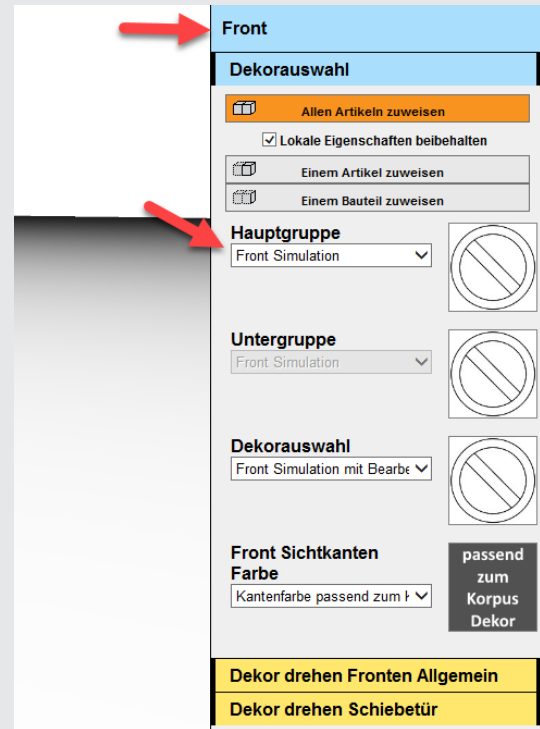 Front
Dekorauswahl
Allen Artikeln zuweisen
Lokale Eigenschaften beibehalten
Einem Artikel zuweisen
Einem Bauteil zuweisen
Hauptgruppe
Front Simulation
Untergruppe
Front Simulation
Dekorauswahl
Front Simulation mit Bearbe
Front Sichtkanten
Farbe
Kantenfarbe passend zum
passend
zum
Korpus
Dekor
Dekor drehen Fronten Allgemein
Dekor drehen Schiebetür